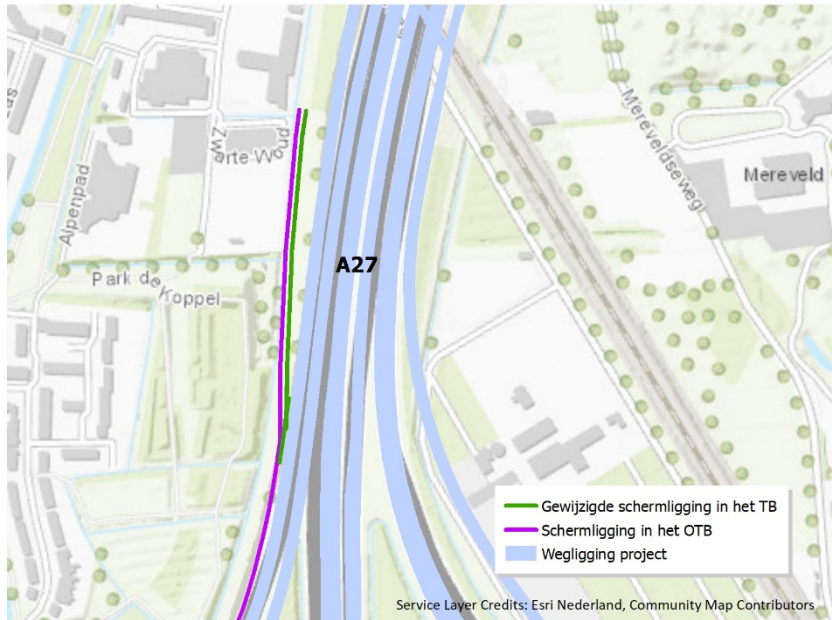 Zwarte Woud
Mereveldseweg
Mereveld
Alpenpad
A27
Park de
Koppel
Gewijzigde schermligging in het TB
Schermligging in het OTB
Wegligging project
Service Layer Credits: Esri Nederland, Community Map Contributors